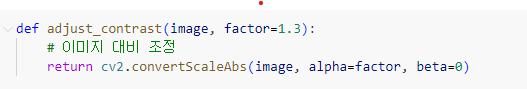 def adjust_contrast(image, factor=1.3):
    # 이미지 대비 조정
    return cv2.convertScaleAbs(image, alpha=factor, beta=0)